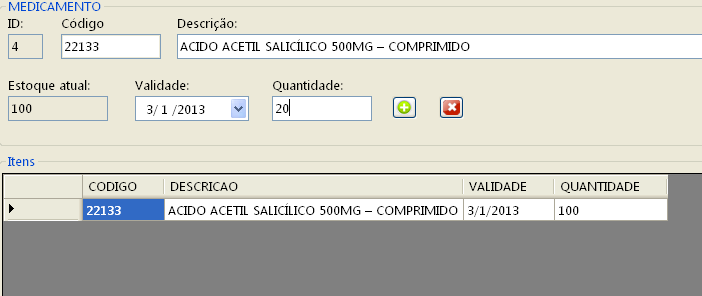 MEDICAMENTO
ID: Código Descrição:
4 22133 ACIDO ACETIL SALICÍLICO 500MG – COMPRIMIDO
Estoque atual: Validade: Quantidade:
100 3/ 1 /2013 20
Itens
CODIGO DESCRICAO VALIDADE QUANTIDADE
22133 ACIDO ACETIL SALICÍLICO 500MG – COMPRIMIDO 3/1/2013 100